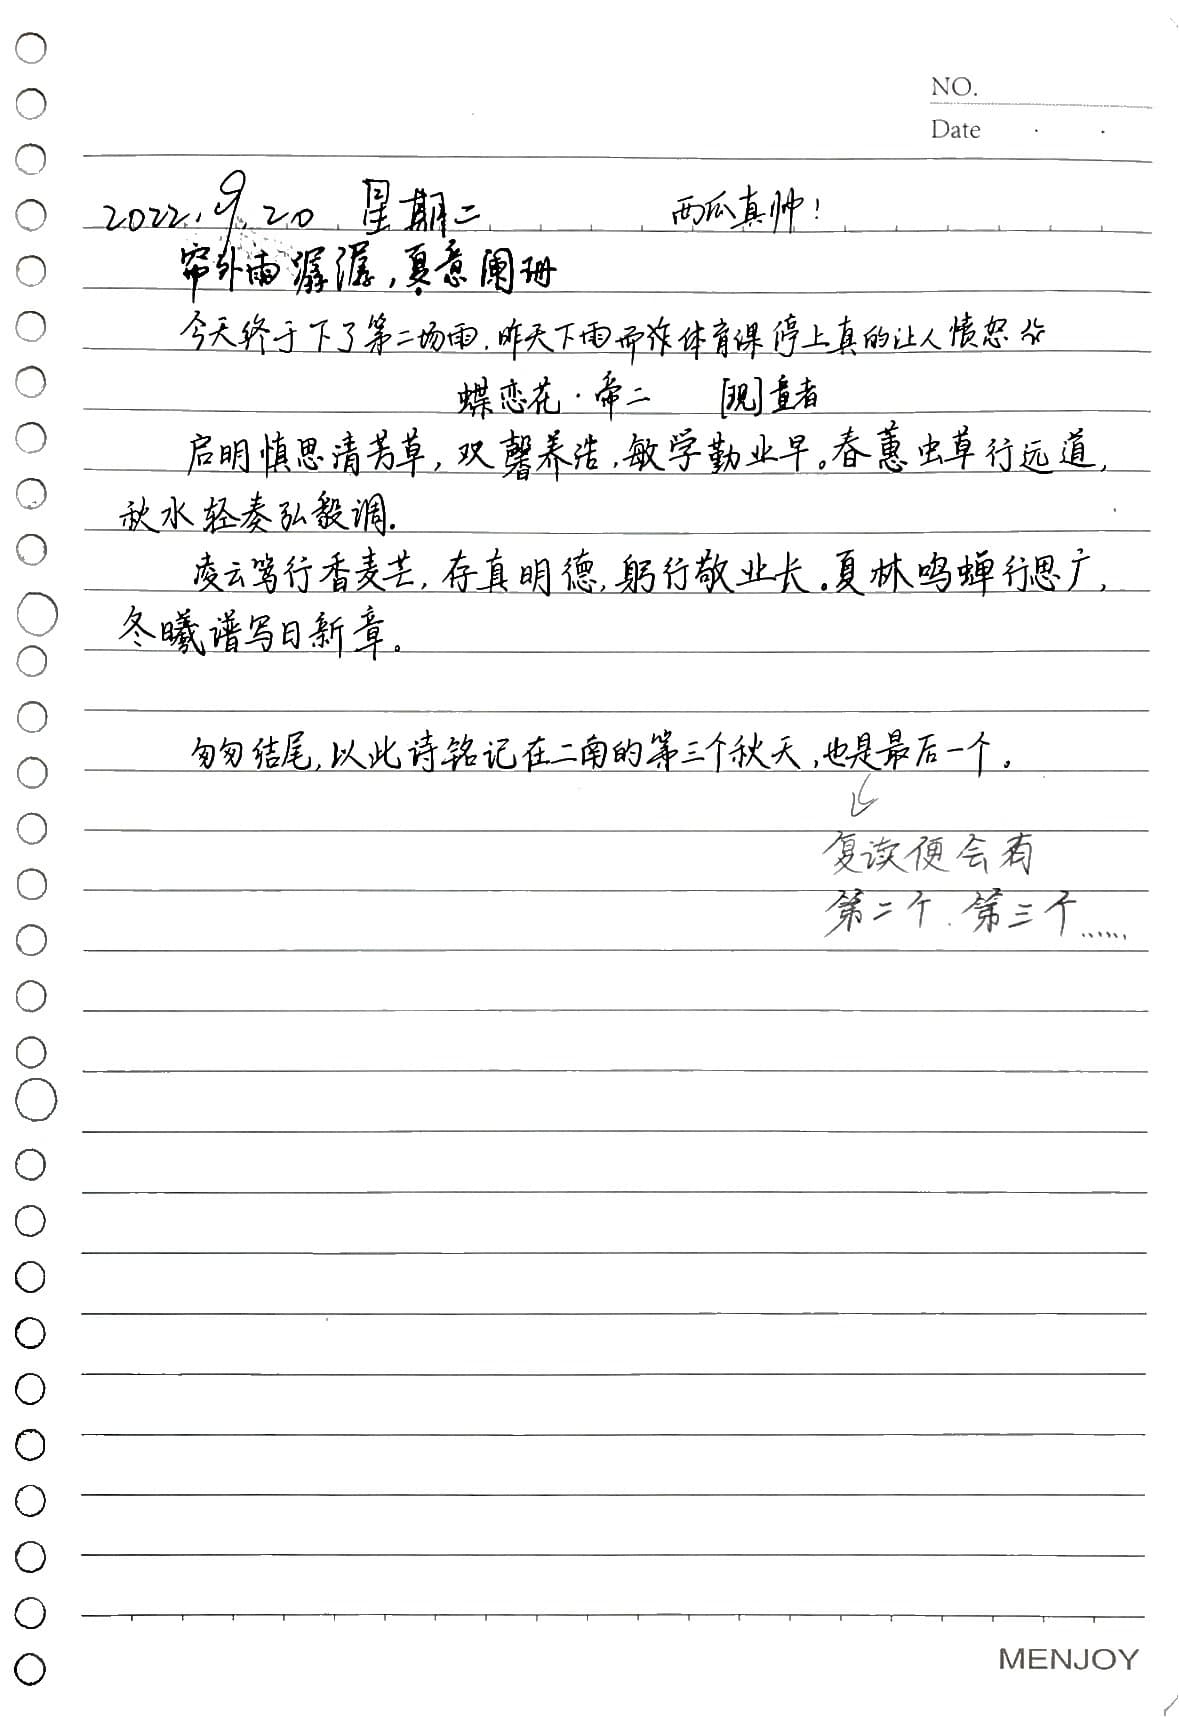 NO.
Date
2022.9.20 星期二 西瓜真帅！
帘外雨潺潺，夏意阑珊
今天终于下了第二场雨.昨天下雨而诈体育课停上真的让人愤怒
蝶恋花·帝二 [现]童者
启明慎思清芳草，双馨养浩，敏学勤业早。春蕙虫草行远道，
秋水轻奏弘毅调.
凌云笃行香麦芒，存真明德，躬行敬业长。夏林鸣蝉行思广，
冬曦谱写日新章。
匆匆结尾，以此诗铭记在二南的第三个秋天，也是最后一个。
复读便会有
第二个.第三个……
MENJOY